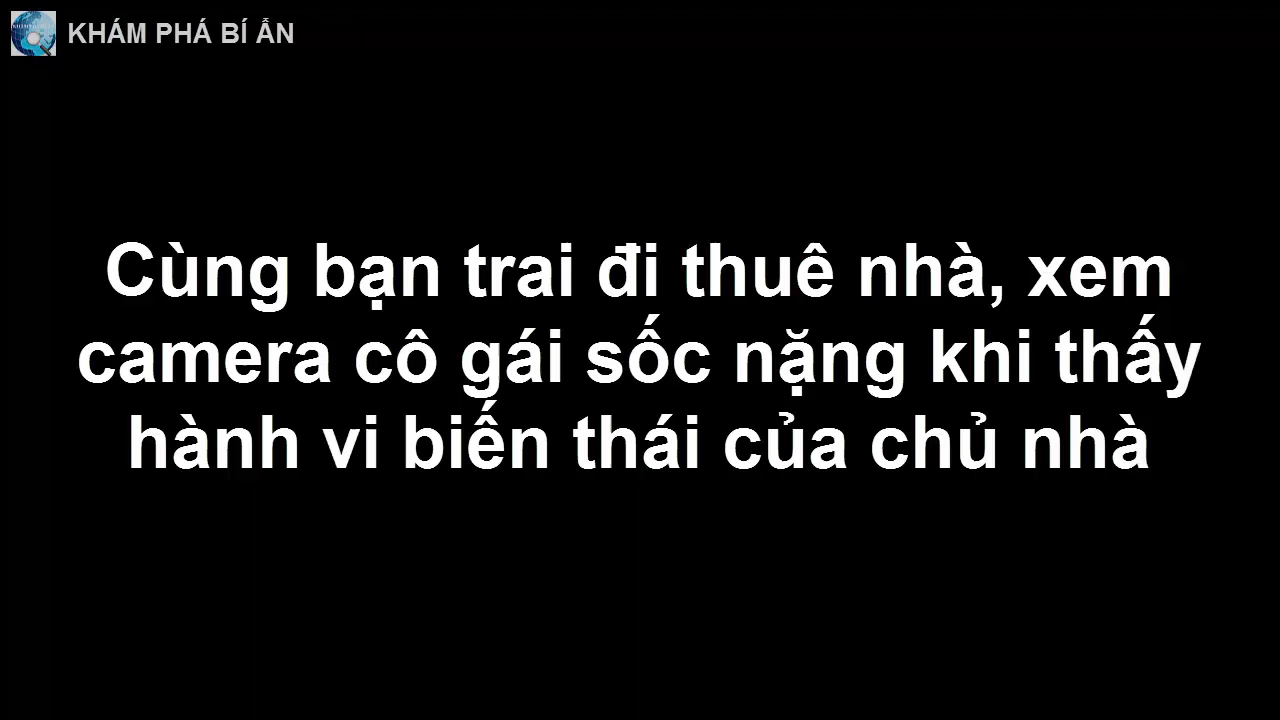 KHÁM PHÁ BÍ ẨN
Cùng bạn trai đi thuê nhà, xem
camera cô gái sốc nặng khi thấy
hành vi biến thái của chủ nhà